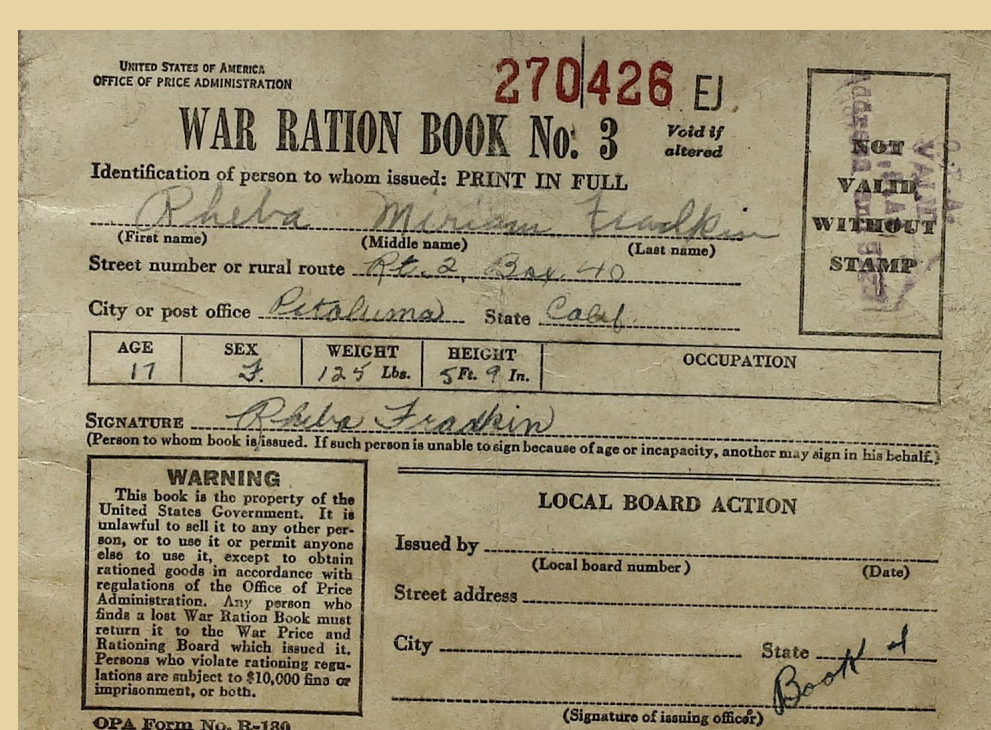 UNITED STATES OF AMERICA
OFFICE OF PRICE ADMINISTRATION
270426 EJ
WAR RATION BOOK No. 3
Void if
altered
NOT
VALID
WITHOUT
STAMP
Identification of person to whom issued: PRINT IN FULL
Rheba Miriam Fradkin
(First name) (Middle name) (Last name)
Street number or rural route Rt. 2, Box 40
City or post office Petaluma State Calif.
AGE SEX WEIGHT HEIGHT OCCUPATION
17 F. 125 Lbs. 5 Ft. 9 In.
SIGNATURE Rheba Fradkin
(Person to whom book is issued. If such person is unable to sign because of age or incapacity, another may sign in his behalf.)
WARNING
This book is the property of the
United States Government. It is
unlawful to sell it to any other per-
son, or to use it or permit anyone
else to use it, except to obtain
rationed goods in accordance with
regulations of the Office of Price
Administration. Any person who
finds a lost War Ration Book must
return it to the War Price and
Rationing Board which issued it.
Persons who violate rationing regu-
lations are subject to $10,000 fine or
imprisonment, or both.
OPA Form No. R-130
LOCAL BOARD ACTION
Issued by
(Local board number) (Date)
Street address
City State
Book 4
(Signature of issuing officer)